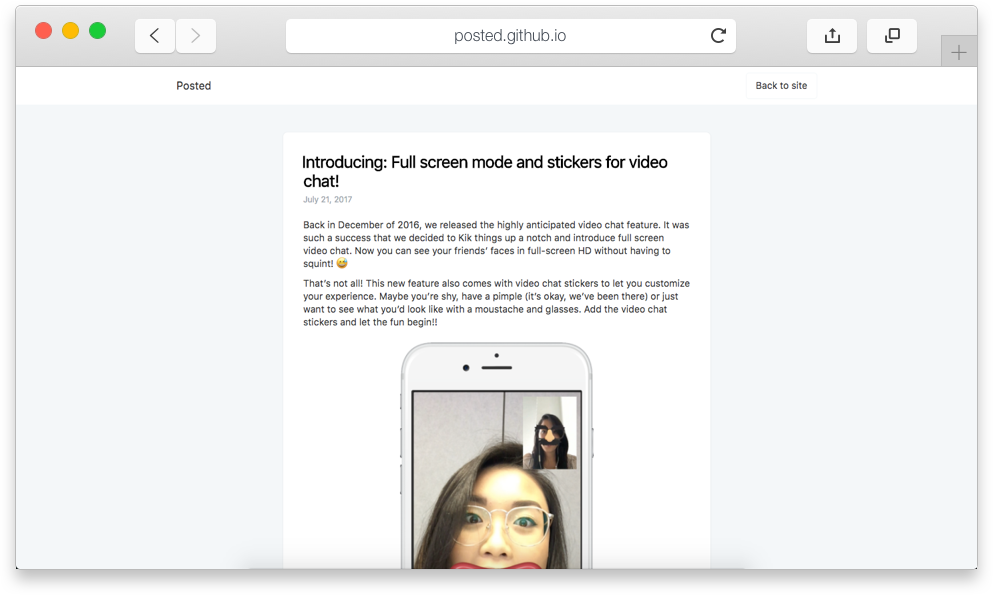 posted.github.io
Posted
Back to site
Introducing: Full screen mode and stickers for video
chat!
July 21, 2017
Back in December of 2016, we released the highly anticipated video chat feature. It was
such a success that we decided to Kik things up a notch and introduce full screen
video chat. Now you can see your friends’ faces in full-screen HD without having to
squint! 😅
That’s not all! This new feature also comes with video chat stickers to let you customize
your experience. Maybe you’re shy, have a pimple (it’s okay, we’ve been there) or just
want to see what you’d look like with a moustache and glasses. Add the video chat
stickers and let the fun begin!!